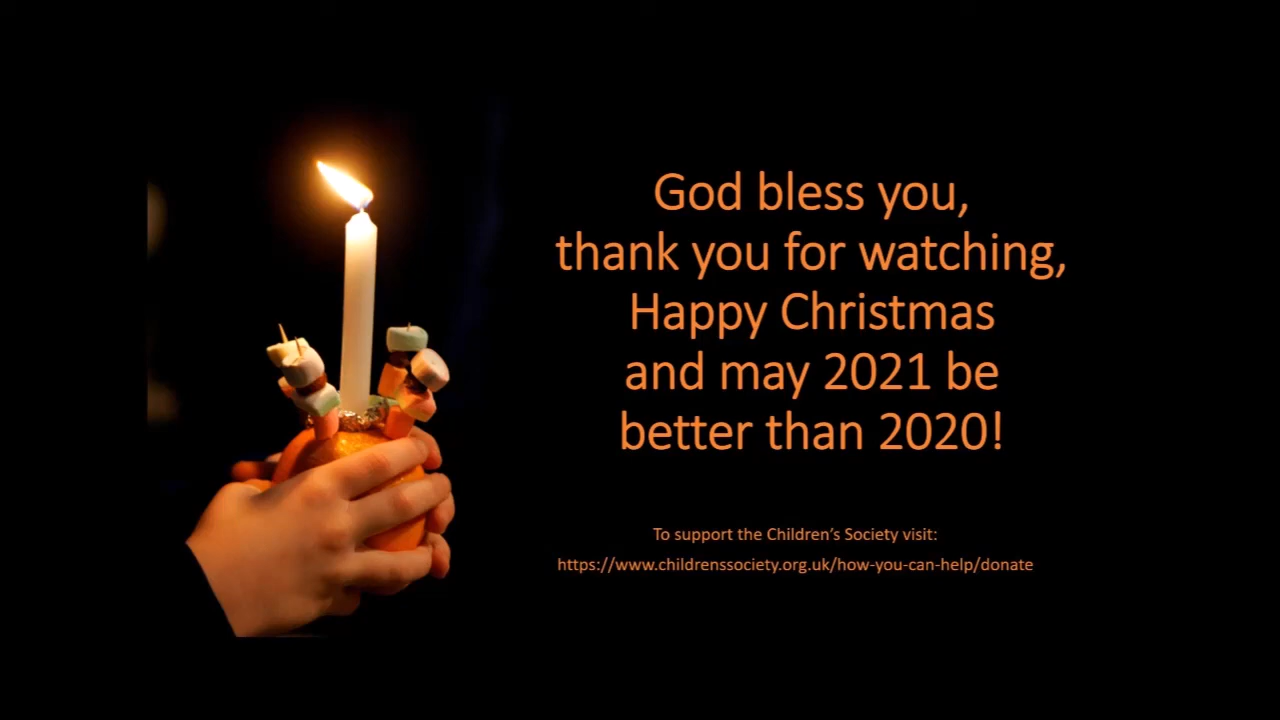 God bless you,
thank you for watching,
Happy Christmas
and may 2021 be
better than 2020!
To support the Children’s Society visit:
https://www.childrenssociety.org.uk/how-you-can-help/donate